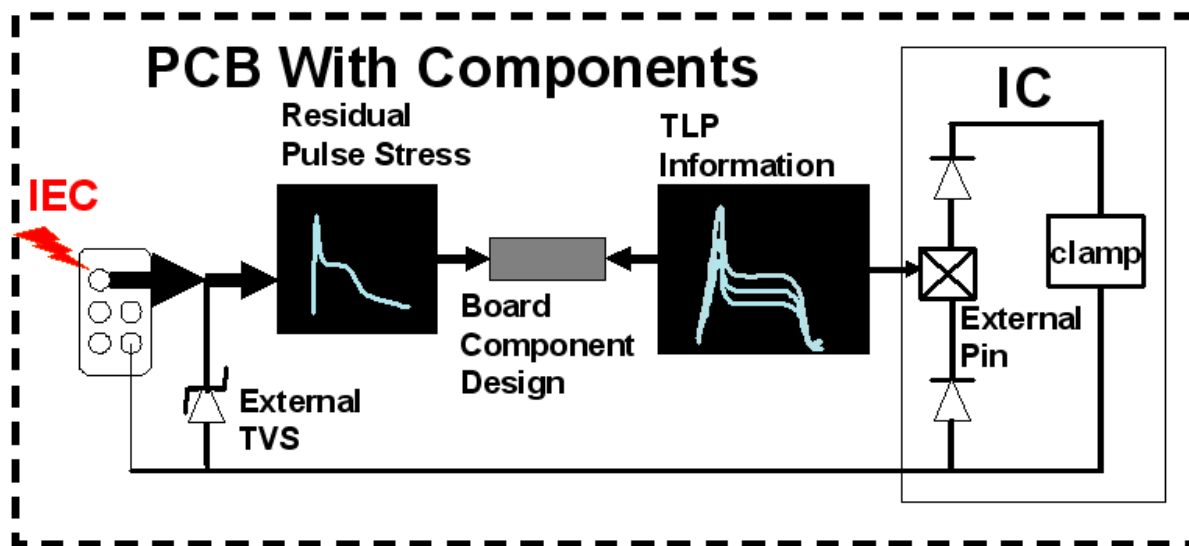 PCB With Components
IC
Residual
Pulse Stress
TLP
Information
IEC
clamp
Board
Component
Design
External
Pin
External
TVS